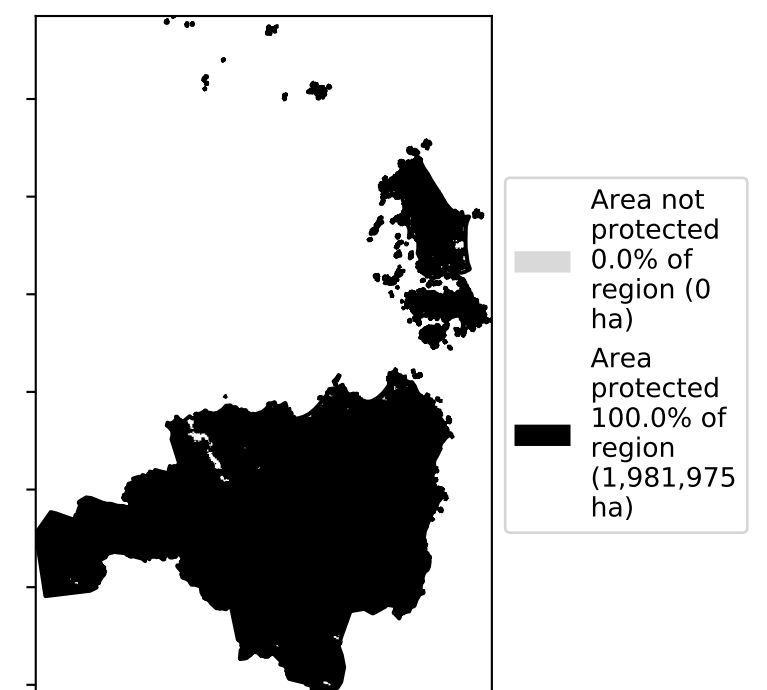 Area not
protected
0.0% of
region (0
ha)
Area
protected
100.0% of
region
(1,981,975
ha)